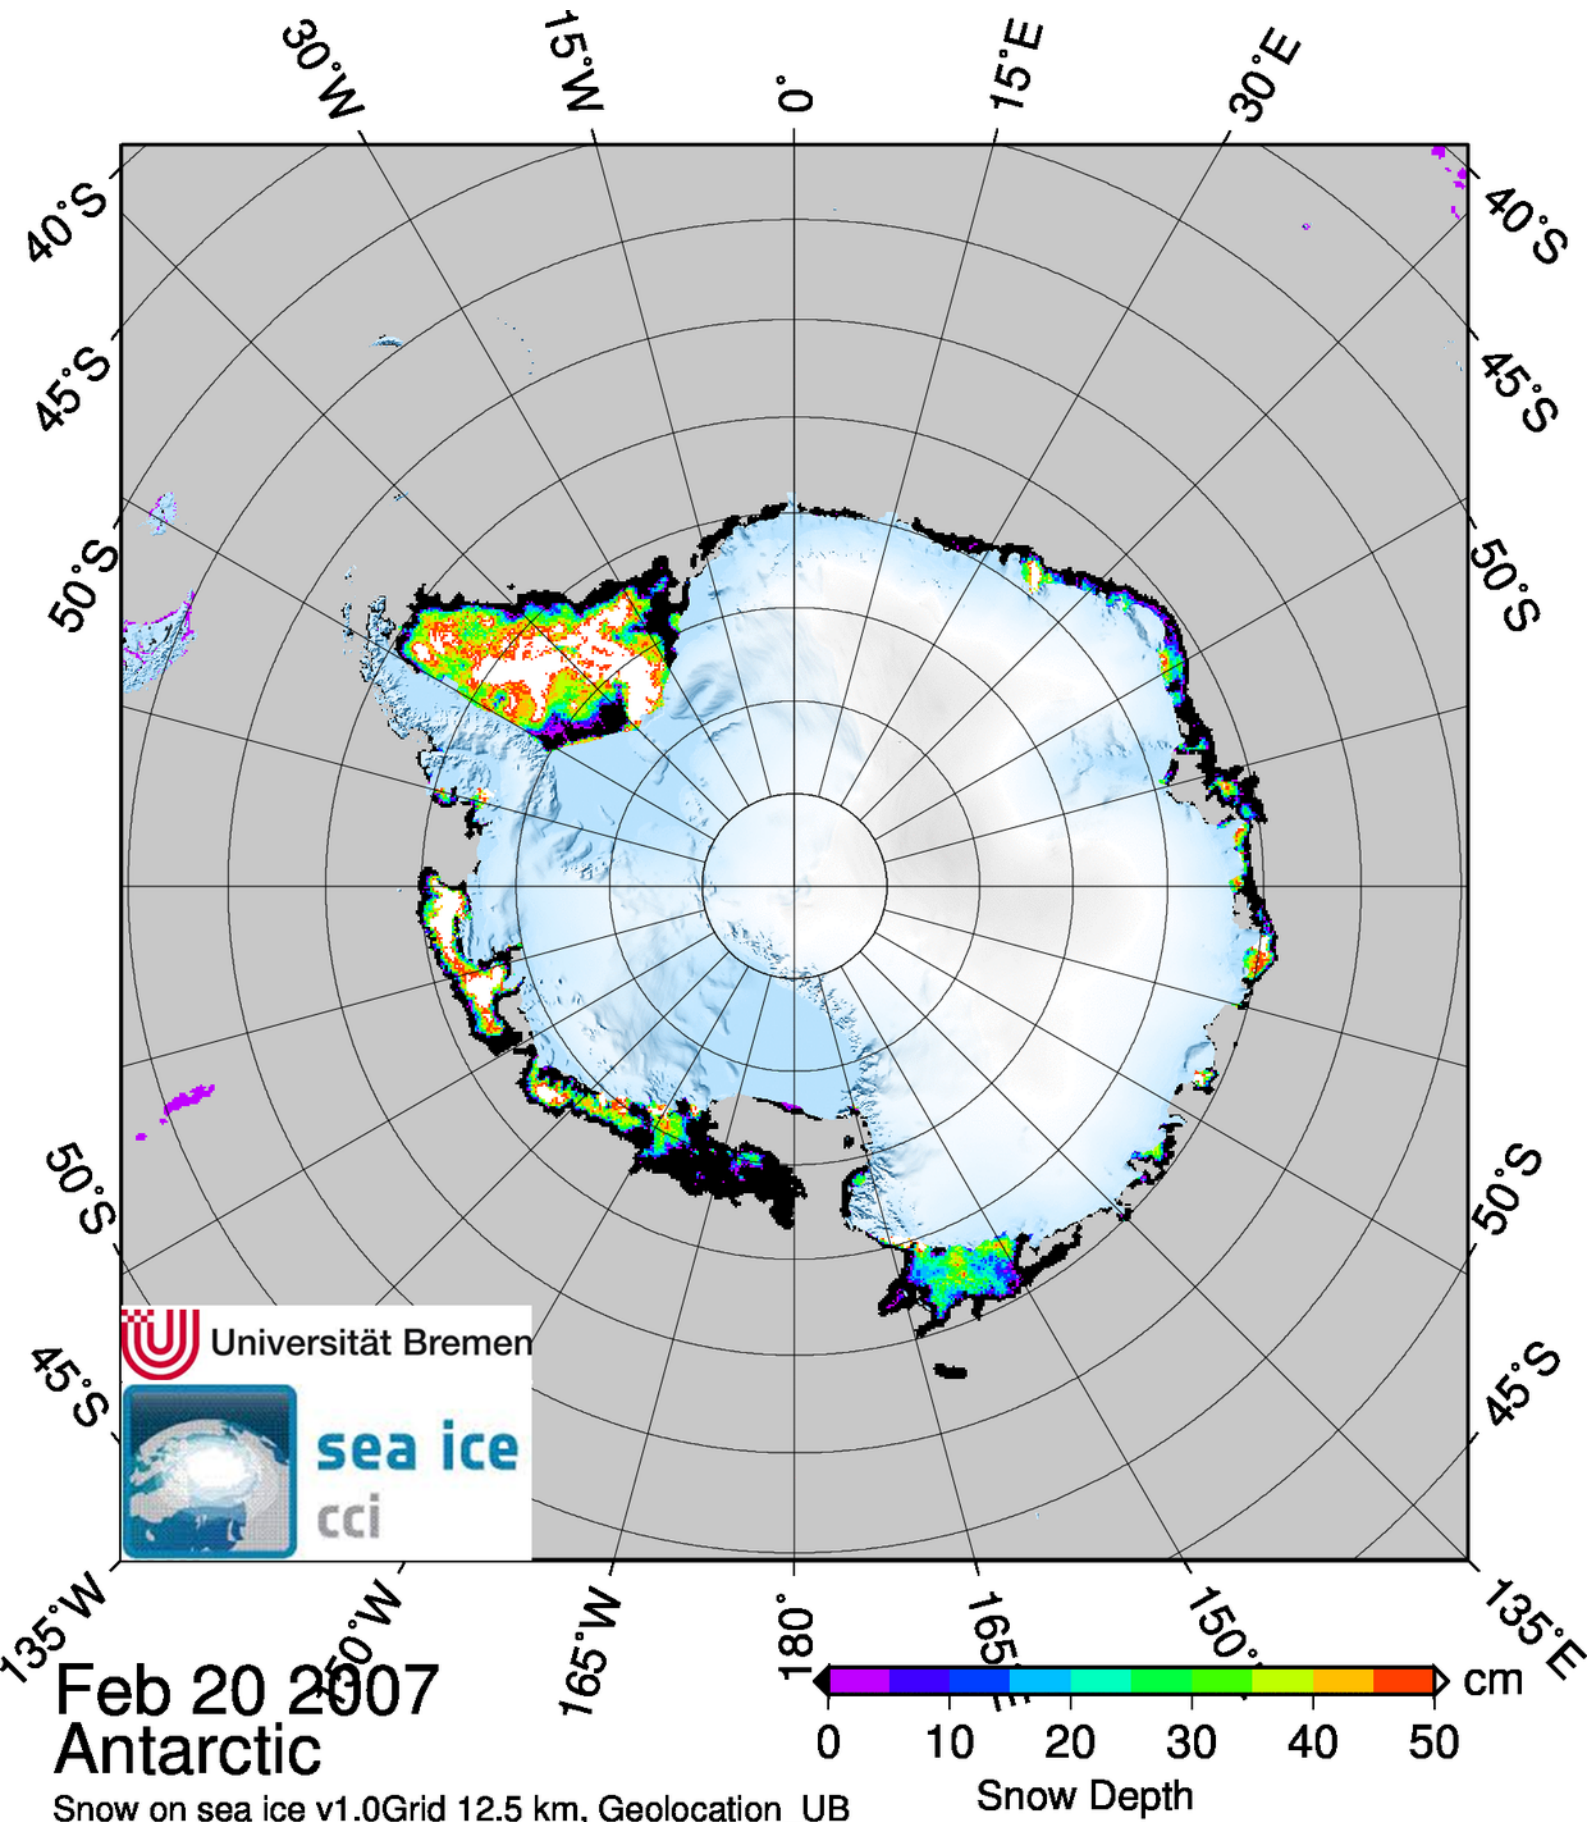 30°W 15°W 0° 15°E 30°E
40°S 40°S
45°S 45°S
50°S 50°S
50°S 50°S
45°S 45°S
Universität Bremen
sea ice
cci
135°W 150°W 165°W 180° 165°E 150° 135°E
Feb 20 2007
Antarctic
cm
0 10 20 30 40 50
Snow Depth
Snow on sea ice v1.0Grid 12.5 km, Geolocation UB